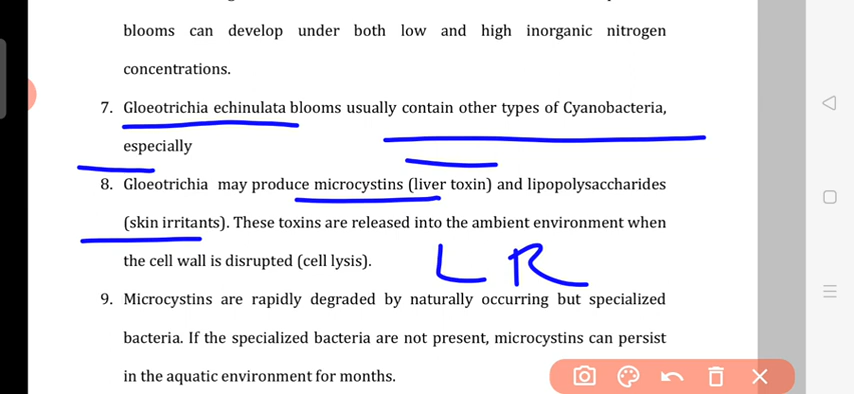 blooms can develop under both low and high inorganic nitrogen
concentrations.
7. Gloeotrichia echinulata blooms usually contain other types of Cyanobacteria,
especially
8. Gloeotrichia may produce microcystins (liver toxin) and lipopolysaccharides
(skin irritants). These toxins are released into the ambient environment when
the cell wall is disrupted (cell lysis).
L R
9. Microcystins are rapidly degraded by naturally occurring but specialized
bacteria. If the specialized bacteria are not present, microcystins can persist
in the aquatic environment for months.